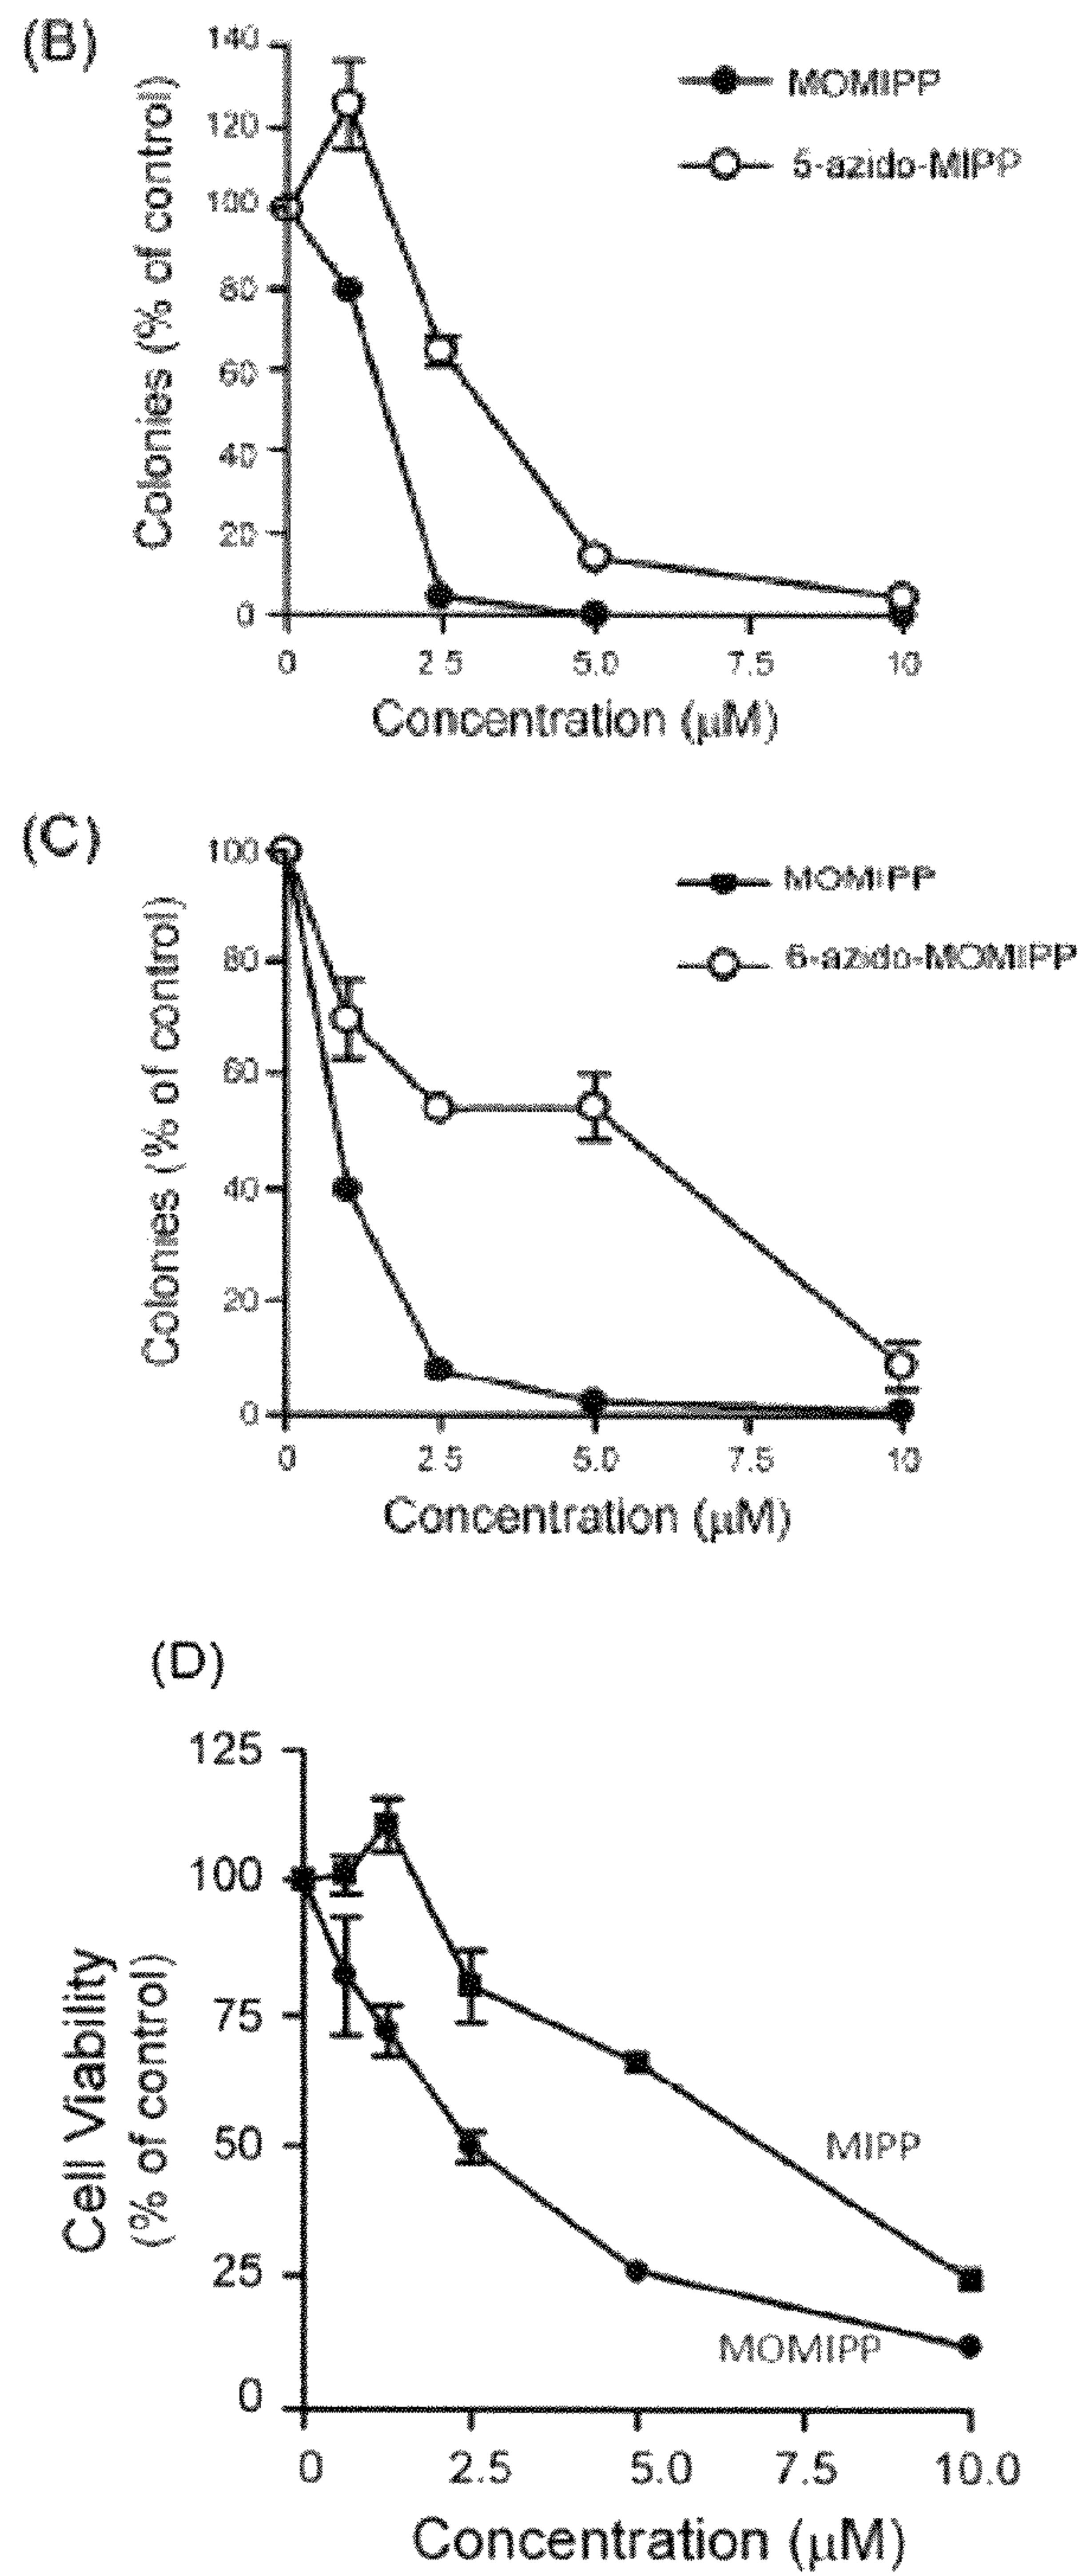 (B)
140
120
100
80
60
40
20
0
Colonies (% of control)
MOMIPP
5-azido-MIPP
0 2.5 5.0 7.5 10
Concentration (µM)
(C)
100
80
60
40
20
0
Colonies (% of control)
MOMIPP
6-azido-MOMIPP
0 2.5 5.0 7.5 10
Concentration (µM)
(D)
125
100
75
50
25
0
Cell Viability
(% of control)
MIPP
MOMIPP
0 2.5 5.0 7.5 10.0
Concentration (µM)